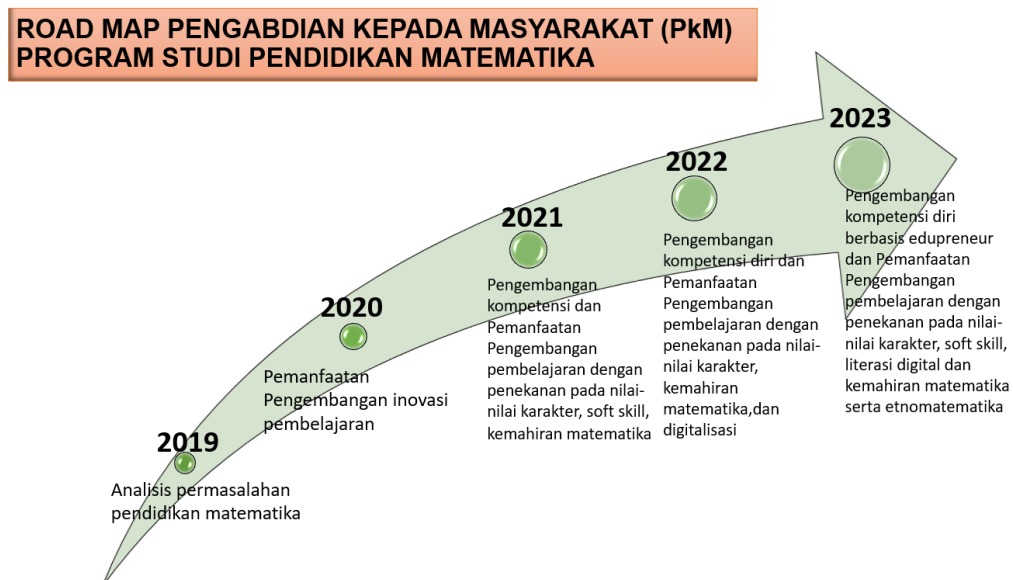 ROAD MAP PENGABDIAN KEPADA MASYARAKAT (PkM)
PROGRAM STUDI PENDIDIKAN MATEMATIKA
2019
Analisis permasalahan
pendidikan matematika
2020
Pemanfaatan
Pengembangan inovasi
pembelajaran
2021
Pengembangan
kompetensi dan
Pemanfaatan
Pengembangan
pembelajaran dengan
penekanan pada nilai-
nilai karakter, soft skill,
kemahiran matematika
2022
Pengembangan
kompetensi diri dan
Pemanfaatan
Pengembangan
pembelajaran dengan
penekanan pada nilai-
nilai karakter,
kemahiran
matematika,dan
digitalisasi
2023
Pengembangan
kompetensi diri
berbasis edupreneur
dan Pemanfaatan
Pengembangan
pembelajaran dengan
penekanan pada nilai-
nilai karakter, soft skill,
literasi digital dan
kemahiran matematika
serta etnomatematika